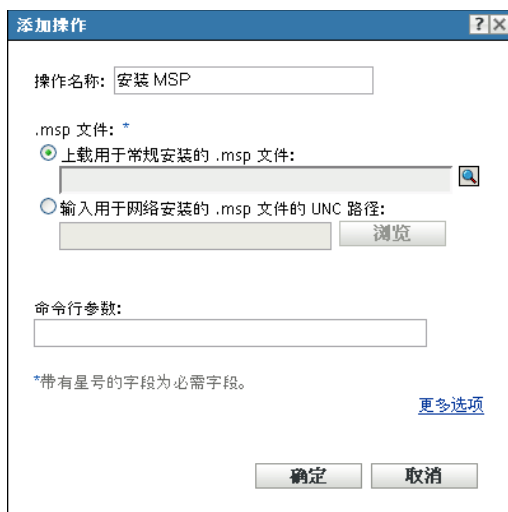 添加操作
操作名称: 安装 MSP
.msp 文件: *
上载用于常规安装的 .msp 文件:
输入用于网络安装的 .msp 文件的 UNC 路径:
浏览
命令行参数:
*带有星号的字段为必需字段。
更多选项
确定 取消